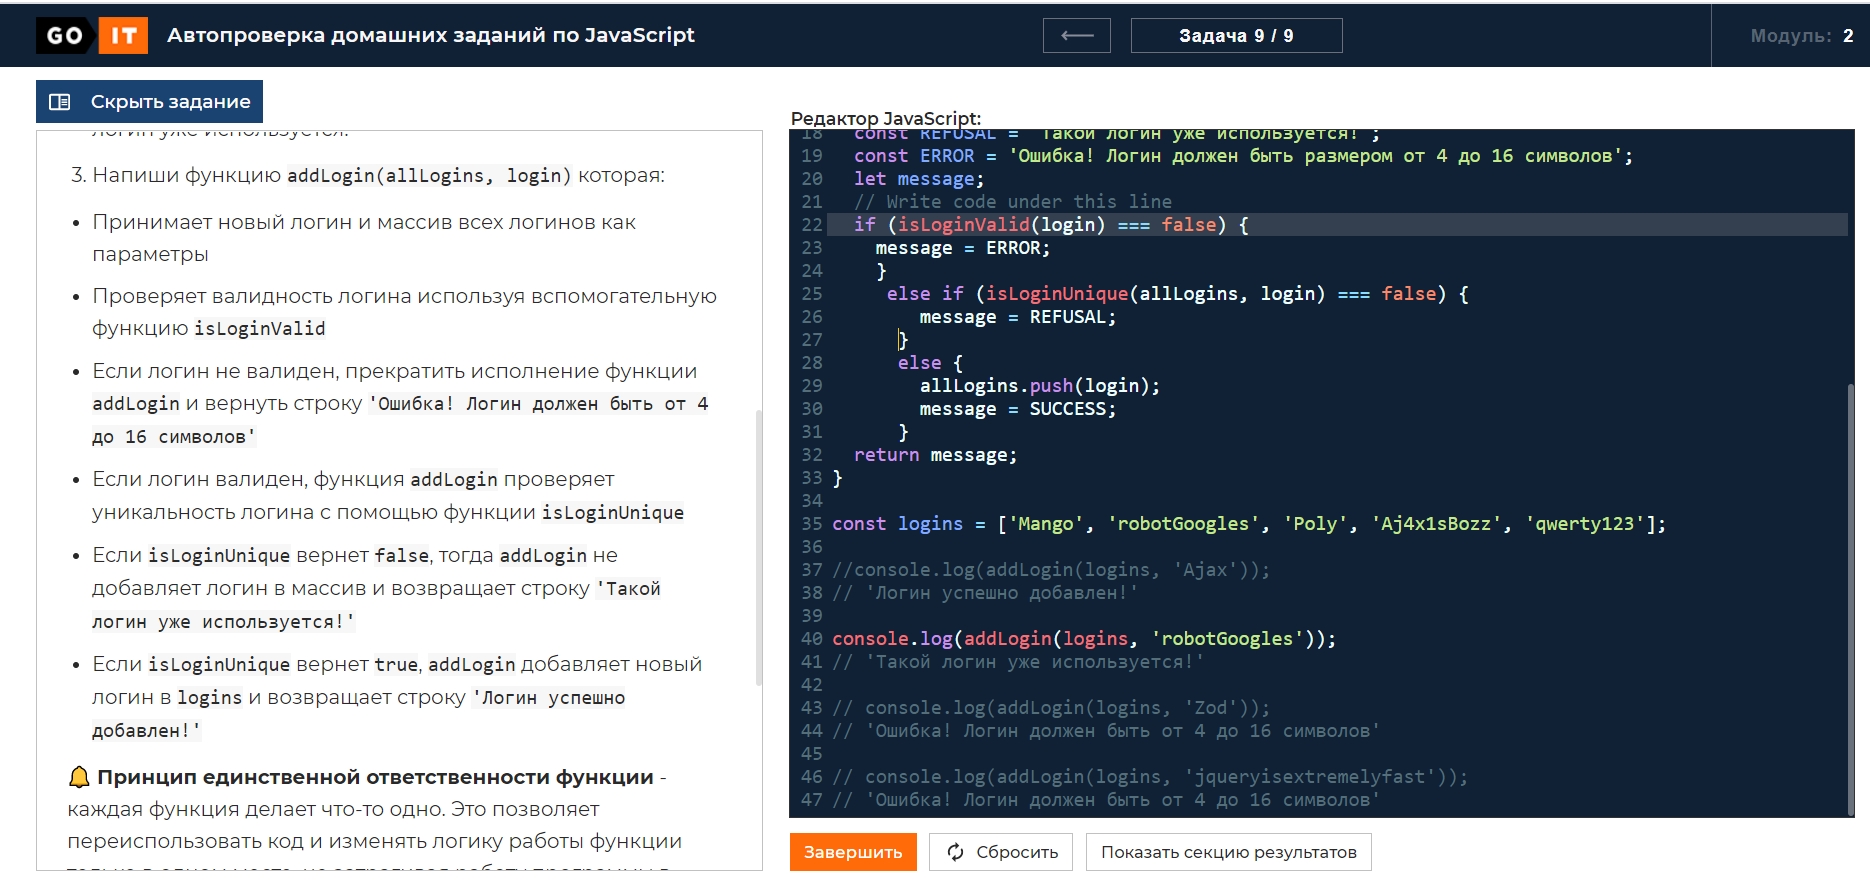 GO IT
Автопроверка домашних заданий по JavaScript
Задача 9 / 9
Модуль: 2
Скрыть задание
логин уже используется!
3. Напиши функцию addLogin(allLogins, login) которая:
• Принимает новый логин и массив всех логинов как
параметры
• Проверяет валидность логина используя вспомогательную
функцию isLoginValid
• Если логин не валиден, прекратить исполнение функции
addLogin и вернуть строку 'Ошибка! Логин должен быть от 4
до 16 символов'
• Если логин валиден, функция addLogin проверяет
уникальность логина с помощью функции isLoginUnique
• Если isLoginUnique вернет false, тогда addLogin не
добавляет логин в массив и возвращает строку 'Такой
логин уже используется!'
• Если isLoginUnique вернет true, addLogin добавляет новый
логин в logins и возвращает строку 'Логин успешно
добавлен!'
🔔 Принцип единственной ответственности функции -
каждая функция делает что-то одно. Это позволяет
переиспользовать код и изменять логику работы функции
Редактор JavaScript:
18 const REFUSAL = 'Такой логин уже используется!';
19 const ERROR = 'Ошибка! Логин должен быть размером от 4 до 16 символов';
20 let message;
21 // Write code under this line
22 if (isLoginValid(login) === false) {
23 message = ERROR;
24 }
25 else if (isLoginUnique(allLogins, login) === false) {
26 message = REFUSAL;
27 }
28 else {
29 allLogins.push(login);
30 message = SUCCESS;
31 }
32 return message;
33 }
34
35 const logins = ['Mango', 'robotGoogles', 'Poly', 'Aj4x1sBozz', 'qwerty123'];
36
37 //console.log(addLogin(logins, 'Ajax'));
38 // 'Логин успешно добавлен!'
39
40 console.log(addLogin(logins, 'robotGoogles'));
41 // 'Такой логин уже используется!'
42
43 // console.log(addLogin(logins, 'Zod'));
44 // 'Ошибка! Логин должен быть от 4 до 16 символов'
45
46 // console.log(addLogin(logins, 'jqueryisextremelyfast'));
47 // 'Ошибка! Логин должен быть от 4 до 16 символов'
Завершить
Сбросить
Показать секцию результатов